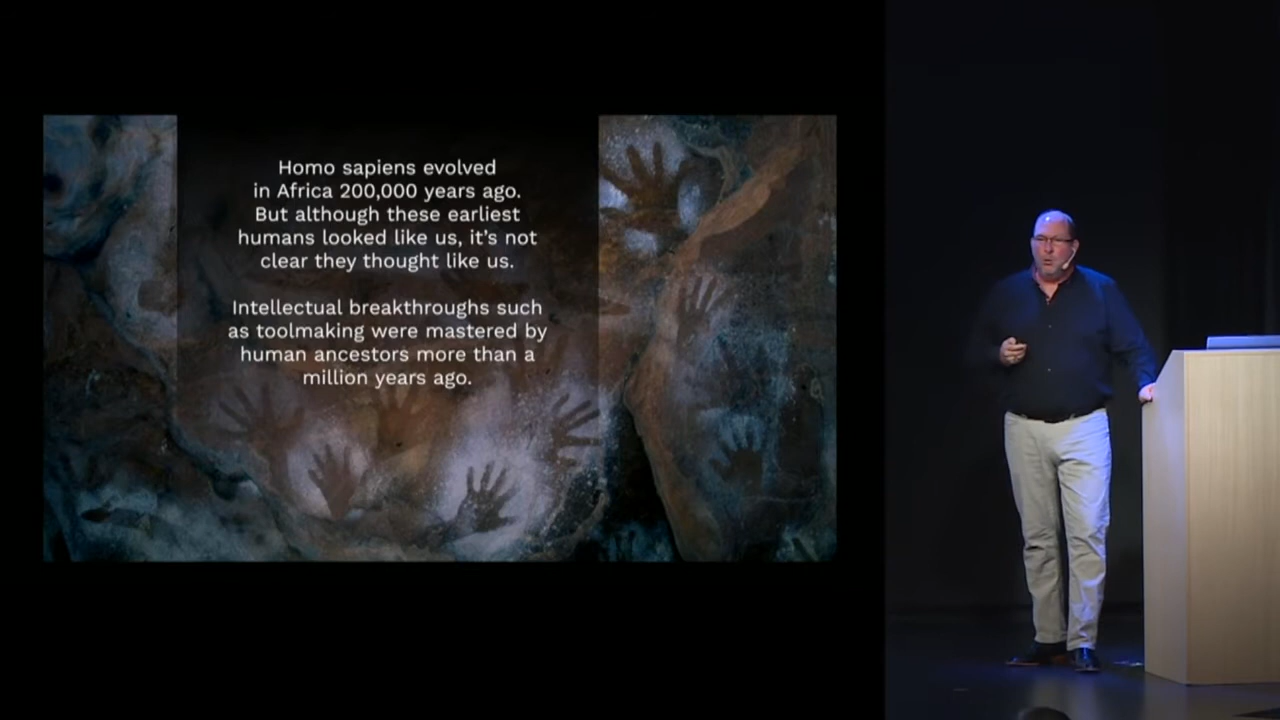 Homo sapiens evolved
in Africa 200,000 years ago.
But although these earliest
humans looked like us, it's not
clear they thought like us.
Intellectual breakthroughs such
as toolmaking were mastered by
human ancestors more than a
million years ago.